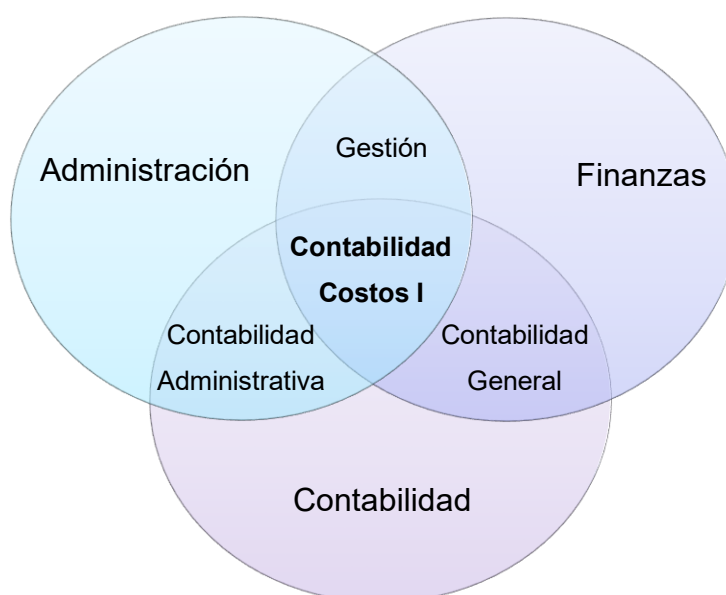 Gestión
Administración
Finanzas
Contabilidad
Costos I
Contabilidad
Administrativa
Contabilidad
General
Contabilidad